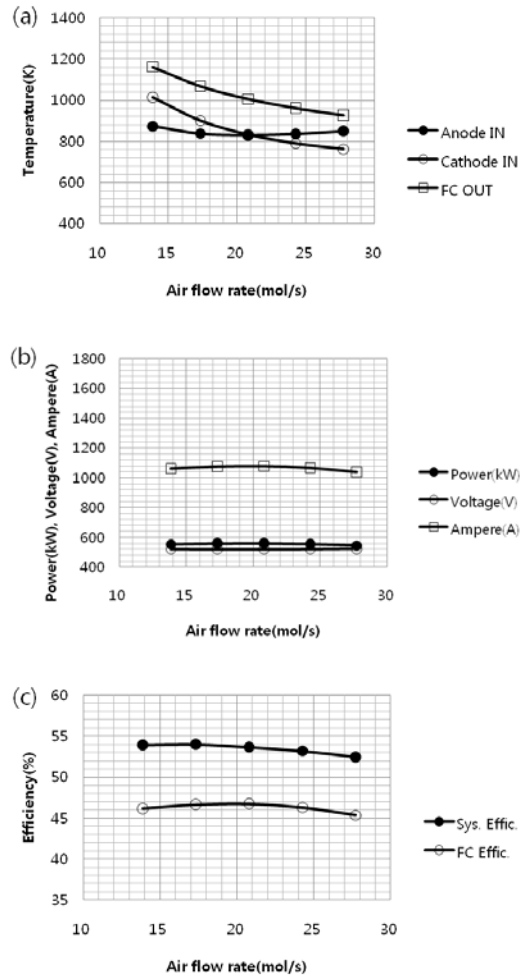 (a)
1400
1200
1000
800
600
400
Temperature(K)
10 15 20 25 30
Air flow rate(mol/s)
Anode IN
Cathode IN
FC OUT
(b)
1800
1600
1400
1200
1000
800
600
400
Power(kW), Voltage(V), Ampere(A)
10 15 20 25 30
Air flow rate(mol/s)
Power(kW)
Voltage(V)
Ampere(A)
(c)
60
55
50
45
40
35
Efficiency(%)
10 15 20 25 30
Air flow rate(mol/s)
Sys. Effic.
FC Effic.